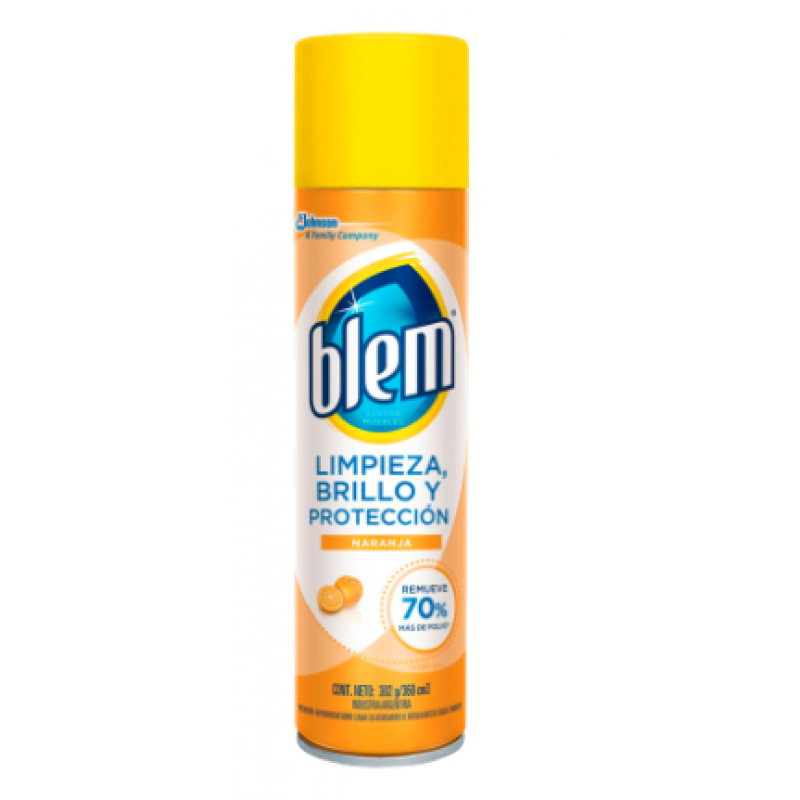 Johnson
A Family Company
blem®
LIMPIEZA,
BRILLO Y
PROTECCIÓN
NARANJA
REMUEVE
70%
MÁS DE POLVO*
CONT. NETO: 302 g/360 cm3
INDUSTRIA ARGENTINA